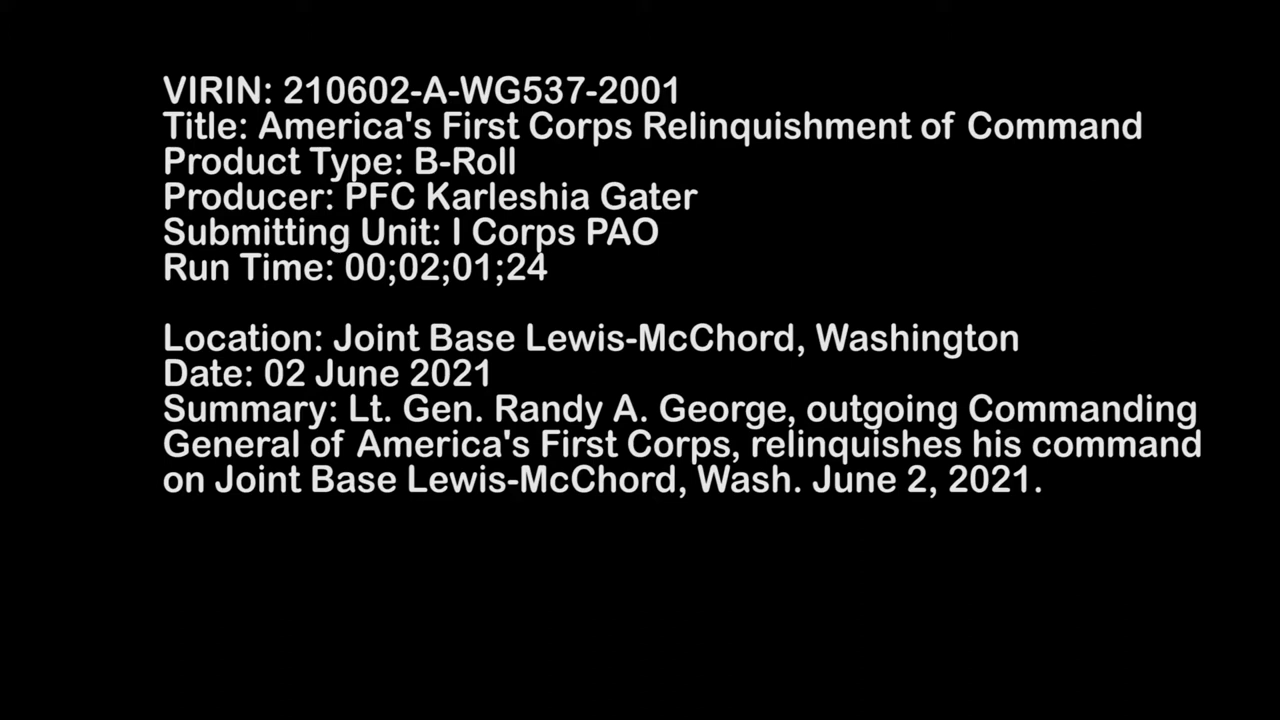 VIRIN: 210602-A-WG537-2001
Title: America's First Corps Relinquishment of Command
Product Type: B-Roll
Producer: PFC Karleshia Gater
Submitting Unit: I Corps PAO
Run Time: 00;02;01;24
Location: Joint Base Lewis-McChord, Washington
Date: 02 June 2021
Summary: Lt. Gen. Randy A. George, outgoing Commanding
General of America's First Corps, relinquishes his command
on Joint Base Lewis-McChord, Wash. June 2, 2021.